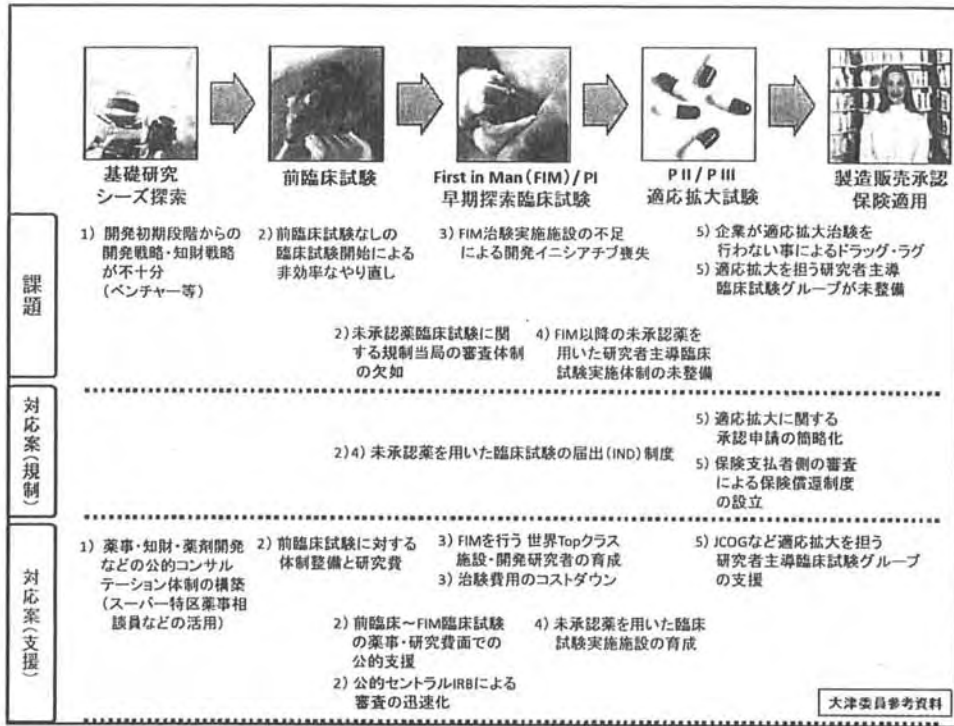 基礎研究
シーズ探索
前臨床試験
First in Man(FIM)/ PI
早期探索臨床試験
P II / P III
適応拡大試験
製造販売承認
保険適用
課題
1) 開発初期段階からの
開発戦略・知財戦略
が不十分
(ベンチャー等)
2) 前臨床試験なしの
臨床試験開始による
非効率なやり直し
3) FIM治験実施施設の不足
による開発イニシアチブ喪失
5) 企業が適応拡大治験を
行わない事によるドラッグ・ラグ
5) 適応拡大を担う研究者主導
臨床試験グループが未整備
2) 未承認薬臨床試験に関
する規制当局の審査体制
の欠如
4) FIM以降の未承認薬を
用いた研究者主導臨床
試験実施体制の未整備
対応案(規制)
2)4) 未承認薬を用いた臨床試験の届出(IND)制度
5) 適応拡大に関する
承認申請の簡略化
5) 保険支払者側の審査
による保険償還制度
の設立
対応案(支援)
1) 薬事・知財・薬剤開発
などの公的コンサル
テーション体制の構築
(スーパー特区薬事相
談員などの活用)
2) 前臨床試験に対する
体制整備と研究費
3) FIMを行う 世界Topクラス
施設・開発研究者の育成
3) 治験費用のコストダウン
5) JCOGなど適応拡大を担う
研究者主導臨床試験グループ
の支援
2) 前臨床～FIM臨床試験
の薬事・研究費面での
公的支援
2) 公的セントラルIRBによる
審査の迅速化
4) 未承認薬を用いた臨床
試験実施施設の育成
大津委員参考資料